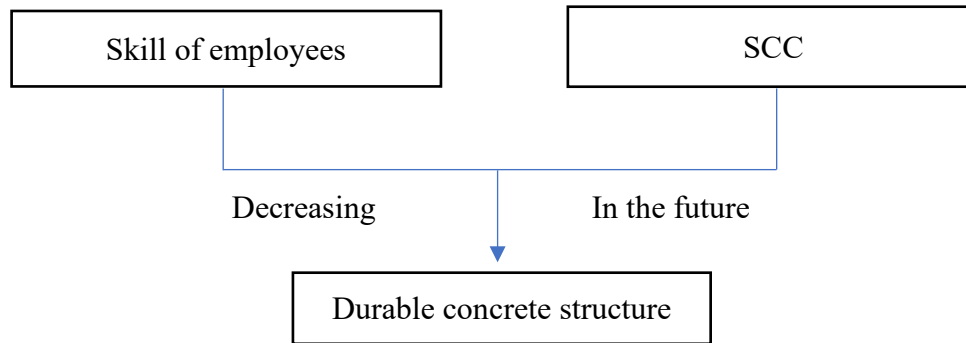 Skill of employees
SCC
Decreasing
In the future
Durable concrete structure